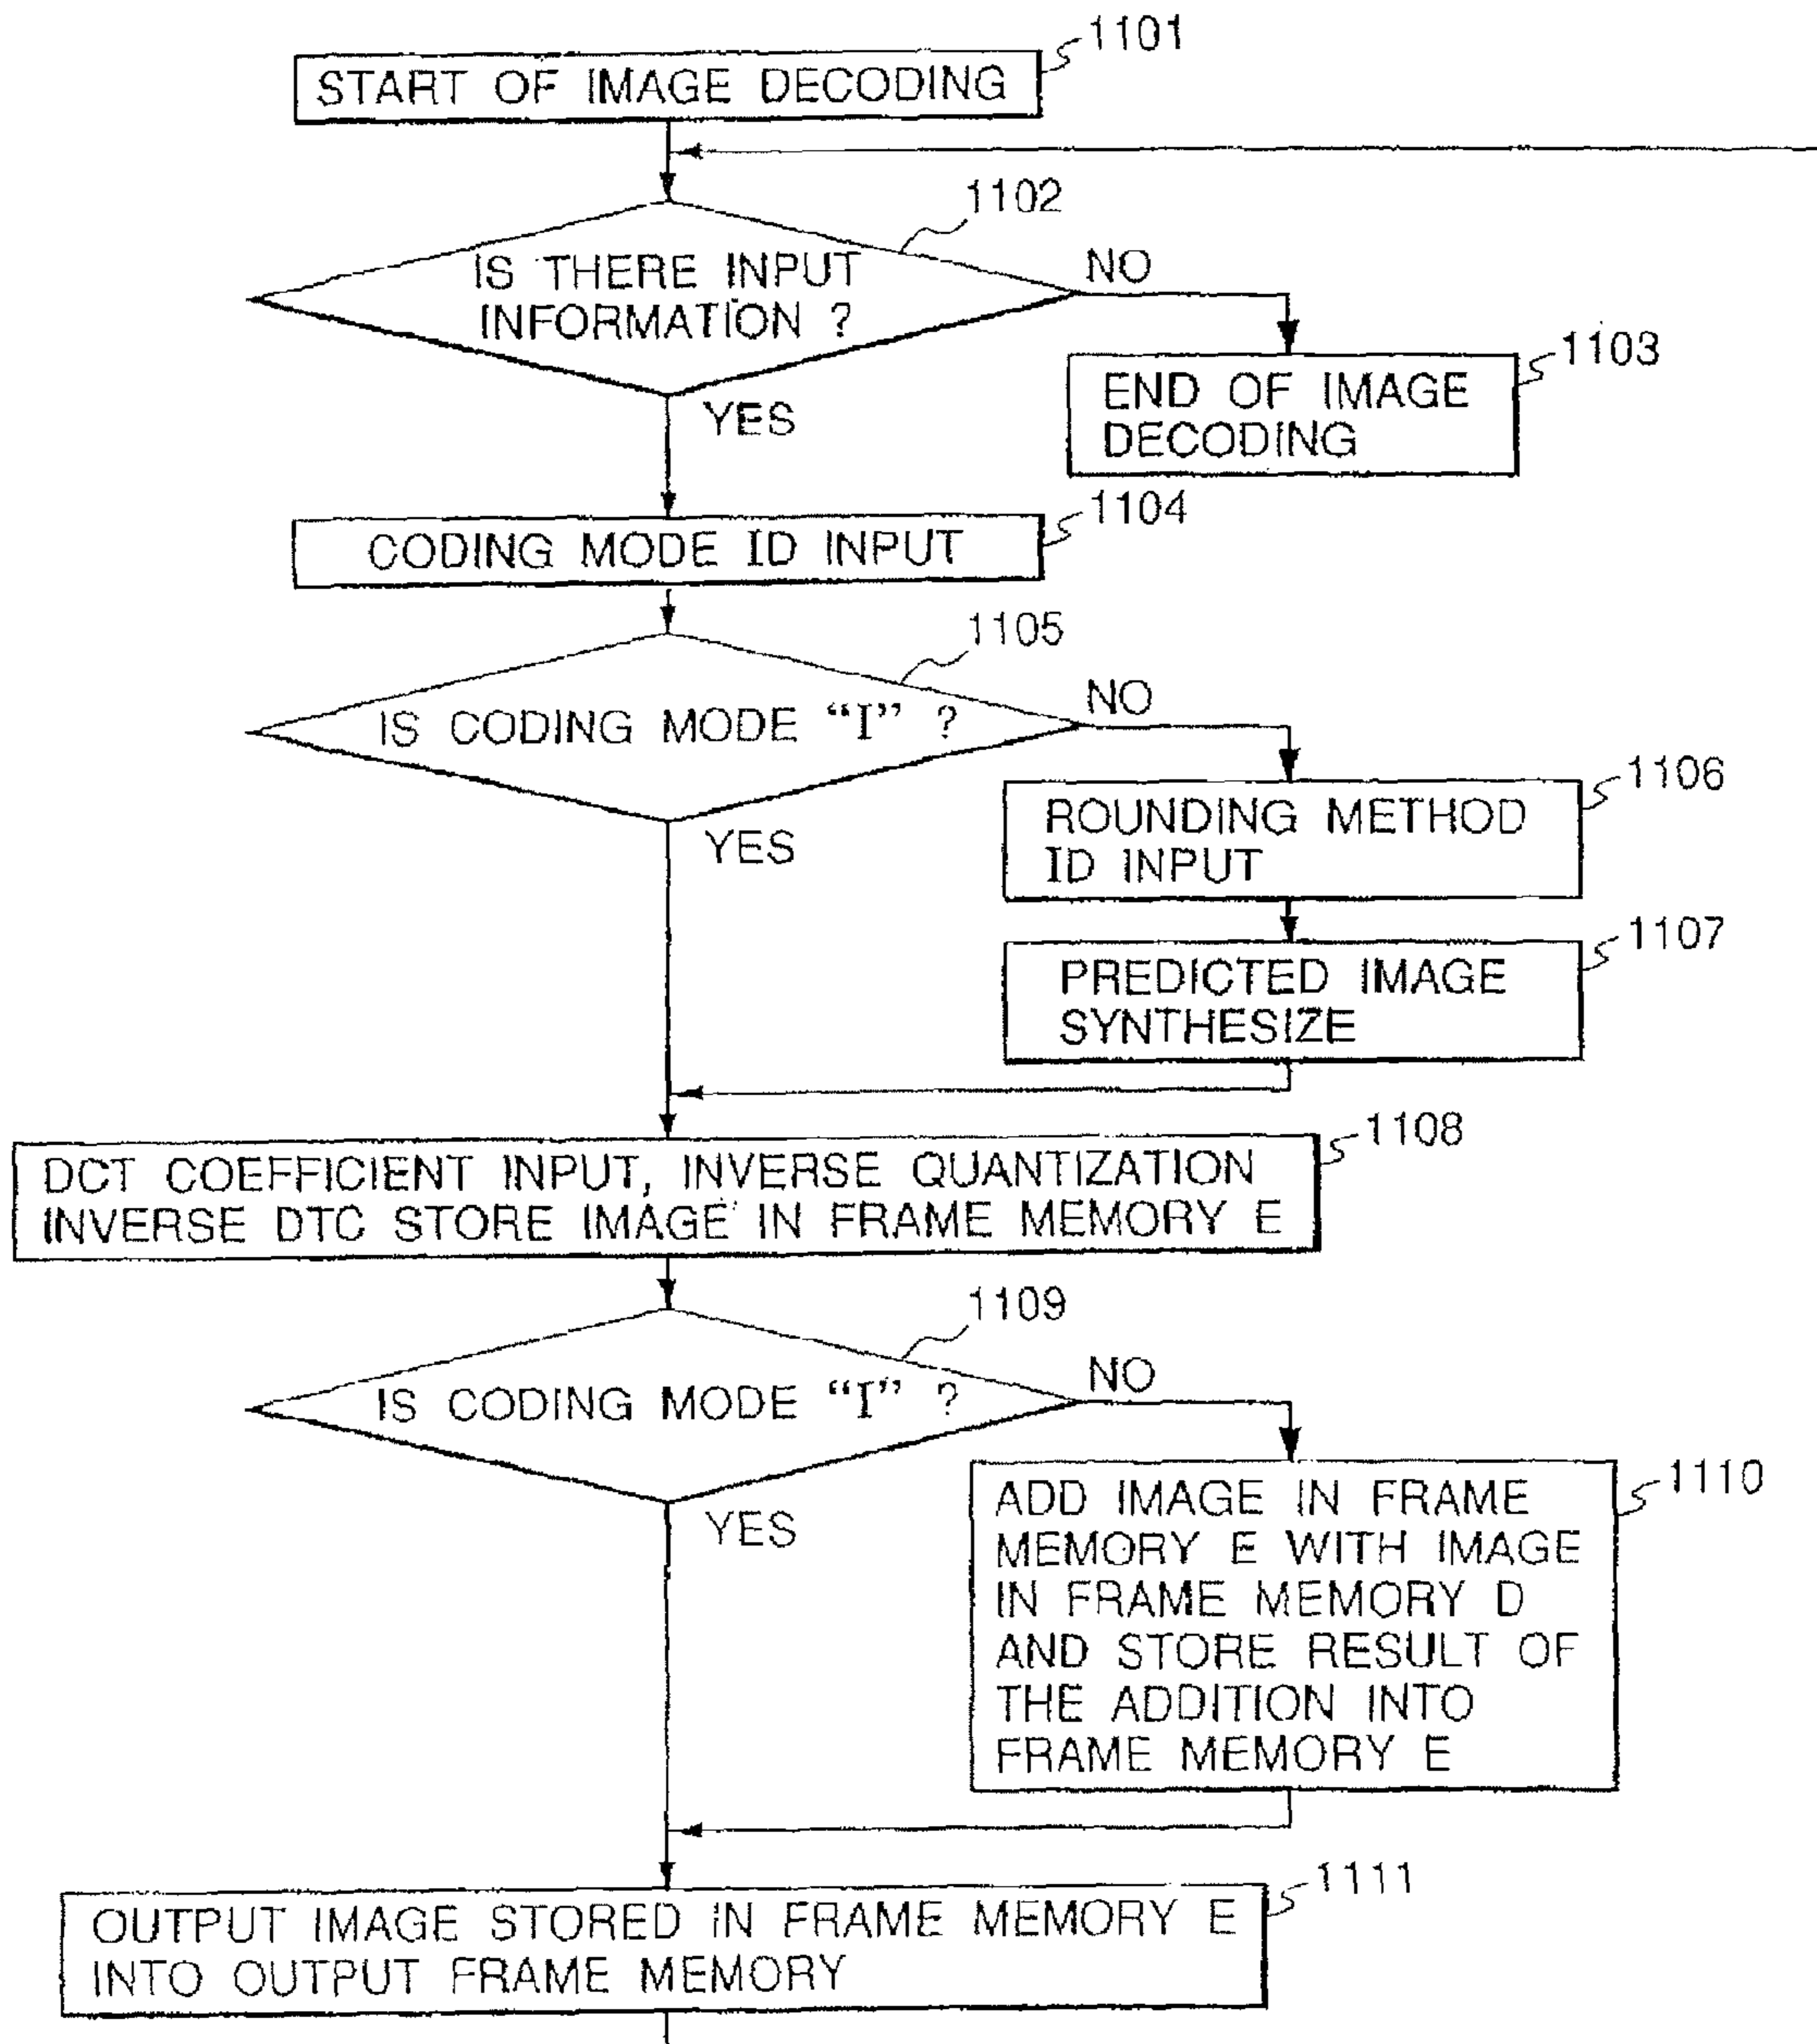 1101
START OF IMAGE DECODING
1102
IS THERE INPUT
INFORMATION ?
NO
1103
END OF IMAGE
DECODING
YES
1104
CODING MODE ID INPUT
1105
IS CODING MODE “I” ?
NO
1106
ROUNDING METHOD
ID INPUT
YES
1107
PREDICTED IMAGE
SYNTHESIZE
1108
DCT COEFFICIENT INPUT, INVERSE QUANTIZATION
INVERSE DTC STORE IMAGE IN FRAME MEMORY E
1109
IS CODING MODE “I” ?
NO
1110
ADD IMAGE IN FRAME
MEMORY E WITH IMAGE
IN FRAME MEMORY D
AND STORE RESULT OF
THE ADDITION INTO
FRAME MEMORY E
YES
1111
OUTPUT IMAGE STORED IN FRAME MEMORY E
INTO OUTPUT FRAME MEMORY